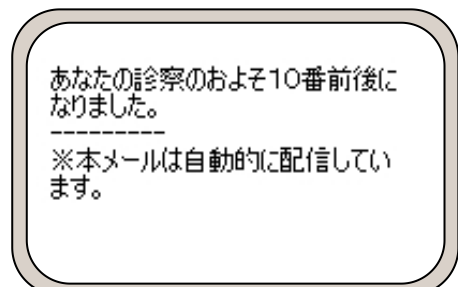 あなたの診察のおよそ10番前後に
なりました。
---------
※本メールは自動的に配信してい
ます。